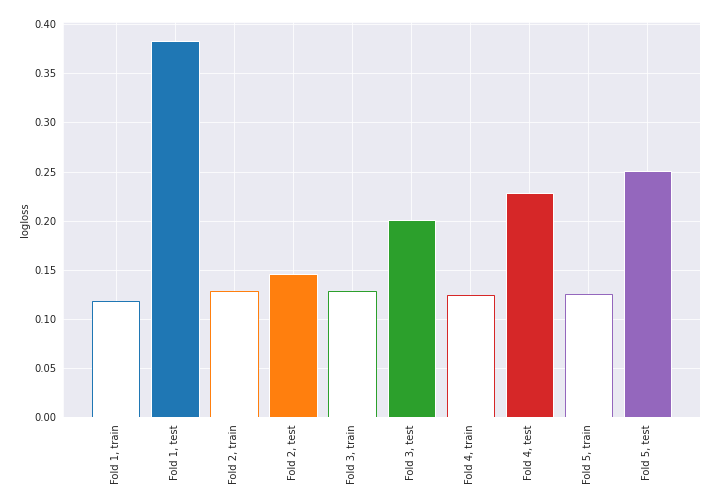 0.40
0.35
0.30
0.25
0.20
0.15
0.10
0.05
0.00
logloss
Fold 1, train
Fold 1, test
Fold 2, train
Fold 2, test
Fold 3, train
Fold 3, test
Fold 4, train
Fold 4, test
Fold 5, train
Fold 5, test